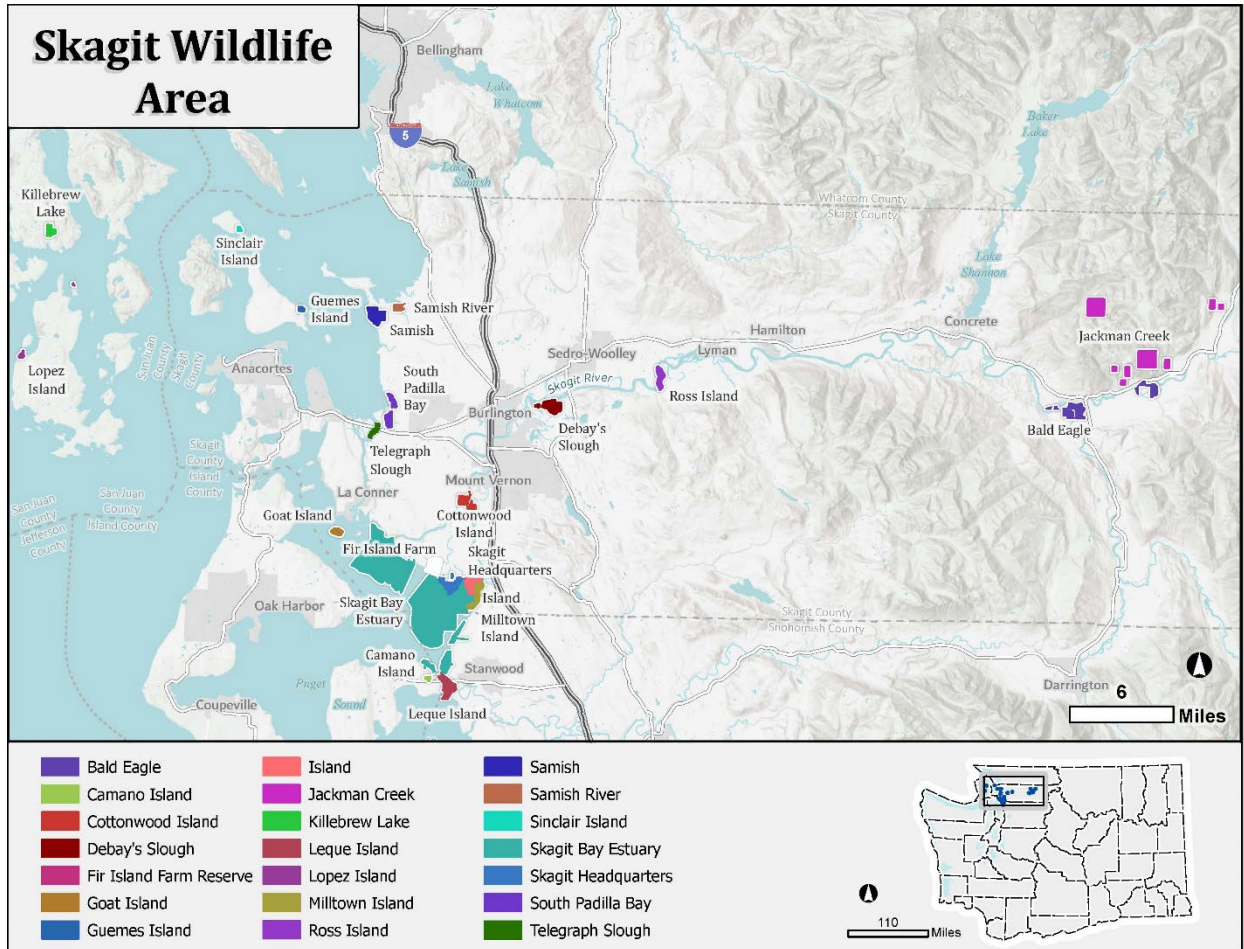 Skagit Wildlife
Area
Bellingham
Lake
Whatcom
5
Lake
Samish
Baker
Lake
Whatcom County
Skagit County
Killebrew
Lake
Sinclair
Island
Lake
Shannon
San Juan
County
Skagit
County
Guemes
Island
Samish River
Samish
Hamilton
Concrete
Lyman
Jackman Creek
Sedro-Woolley
Lopez
Island
Anacortes
South
Padilla
Bay
Skagit River
Ross Island
Burlington
Debay's
Slough
Bald Eagle
Telegraph
Slough
Skagit
County
Island
County
Mount Vernon
La Conner
San Juan
County
Jefferson
County
San Juan
County
Island County
Goat Island
Cottonwood
Island
Fir Island Farm
Skagit
Headquarters
Island
Oak Harbor
Skagit Bay
Estuary
Milltown
Island
Skagit County
Snohomish County
Camano
Island
Stanwood
Puget
Sound
Coupeville
Leque Island
Darrington
6
Miles
Bald Eagle
Camano Island
Cottonwood Island
Debay's Slough
Fir Island Farm Reserve
Goat Island
Guemes Island
Island
Jackman Creek
Killebrew Lake
Leque Island
Lopez Island
Milltown Island
Ross Island
Samish
Samish River
Sinclair Island
Skagit Bay Estuary
Skagit Headquarters
South Padilla Bay
Telegraph Slough
110
Miles